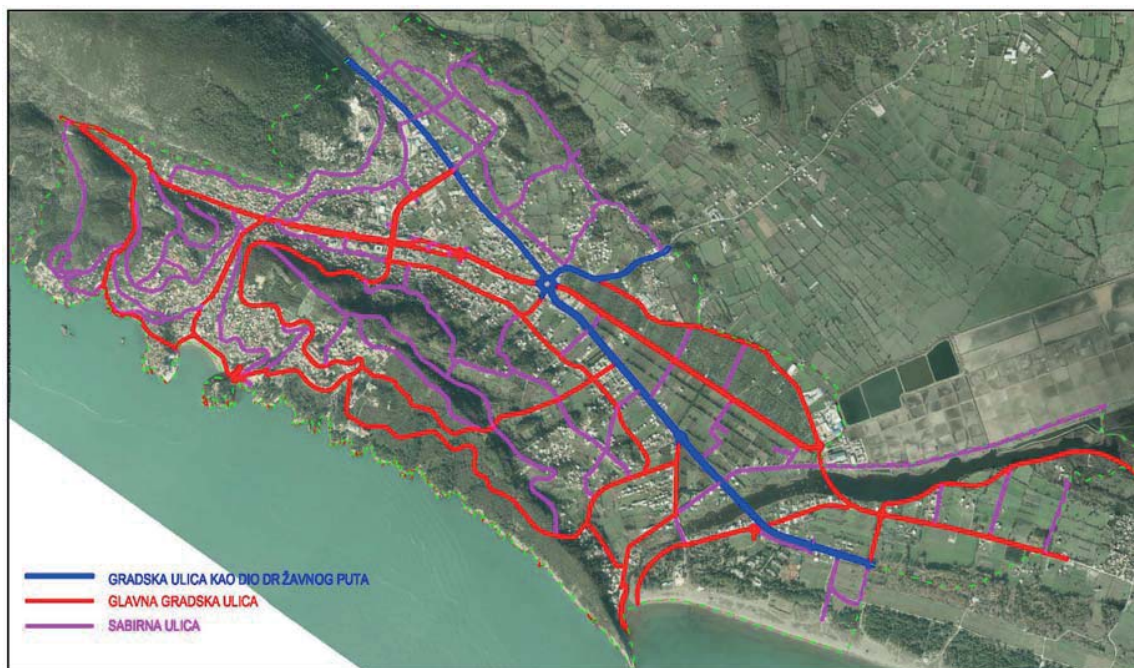 GRADSKA ULICA KAO DIO DRŽAVNOG PUTA
GLAVNA GRADSKA ULICA
SABIRNA ULICA